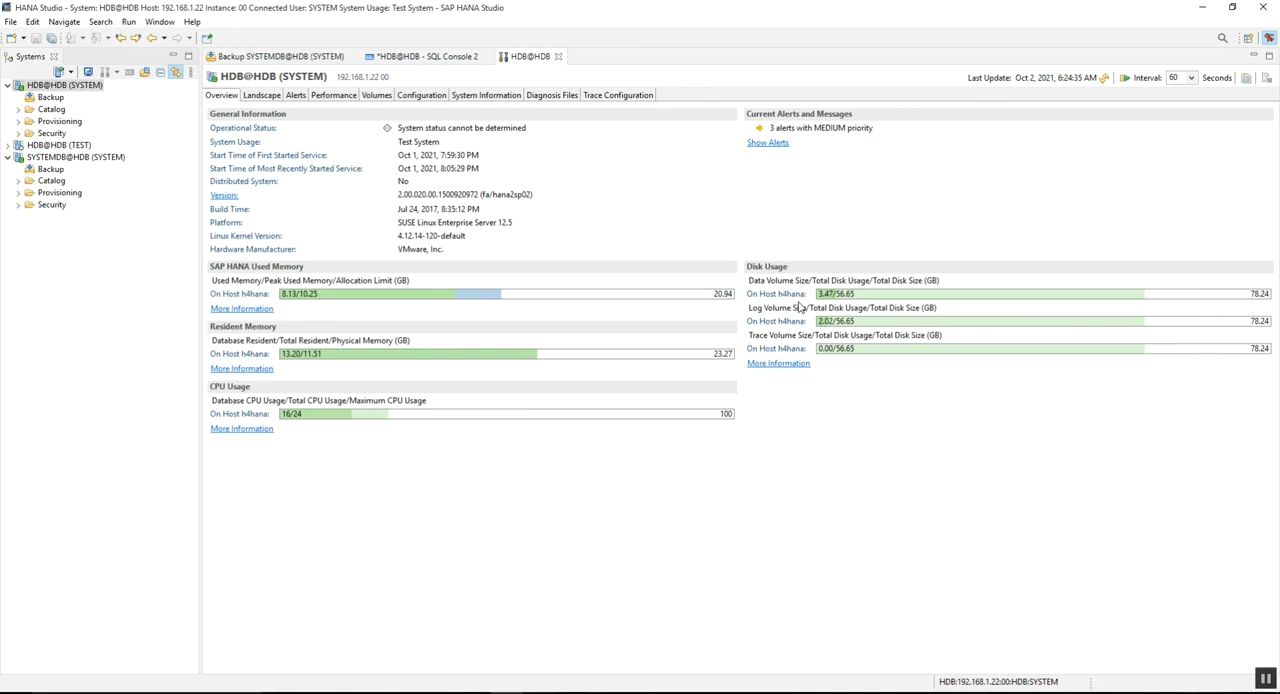 HANA Studio - System: HDB@HDB Host: 192.168.1.22 Instance: 00 Connected User: SYSTEM System Usage: Test System - SAP HANA Studio
File Edit Navigate Search Run Window Help
Systems
Backup SYSTEMDB@HDB (SYSTEM)
*HDB@HDB - SQL Console 2
HDB@HDB
HDB@HDB (SYSTEM)
Backup
Catalog
Provisioning
Security
HDB@HDB (TEST)
SYSTEMDB@HDB (SYSTEM)
Backup
Catalog
Provisioning
Security
HDB@HDB (SYSTEM) 192.168.1.22 00
Last Update: Oct 2, 2021, 6:24:35 AM Interval: 60 Seconds
Overview Landscape Alerts Performance Volumes Configuration System Information Diagnosis Files Trace Configuration
General Information
Operational Status: System status cannot be determined
System Usage: Test System
Start Time of First Started Service: Oct 1, 2021, 7:59:30 PM
Start Time of Most Recently Started Service: Oct 1, 2021, 8:05:29 PM
Distributed System: No
Version: 2.00.020.00.1500920972 (fa/hana2sp02)
Build Time: Jul 24, 2017, 8:35:12 PM
Platform: SUSE Linux Enterprise Server 12.5
Linux Kernel Version: 4.12.14-120-default
Hardware Manufacturer: VMware, Inc.
Current Alerts and Messages
3 alerts with MEDIUM priority
Show Alerts
SAP HANA Used Memory
Used Memory/Peak Used Memory/Allocation Limit (GB)
On Host h4hana: 8.13/10.25 20.94
More Information
Resident Memory
Database Resident/Total Resident/Physical Memory (GB)
On Host h4hana: 13.20/11.51 23.27
More Information
CPU Usage
Database CPU Usage/Total CPU Usage/Maximum CPU Usage
On Host h4hana: 16/24 100
More Information
Disk Usage
Data Volume Size/Total Disk Usage/Total Disk Size (GB)
On Host h4hana: 3.47/56.65 78.24
Log Volume Size/Total Disk Usage/Total Disk Size (GB)
On Host h4hana: 2.02/56.65 78.24
Trace Volume Size/Total Disk Usage/Total Disk Size (GB)
On Host h4hana: 0.00/56.65 78.24
More Information
HDB:192.168.1.22:00:HDB:SYSTEM